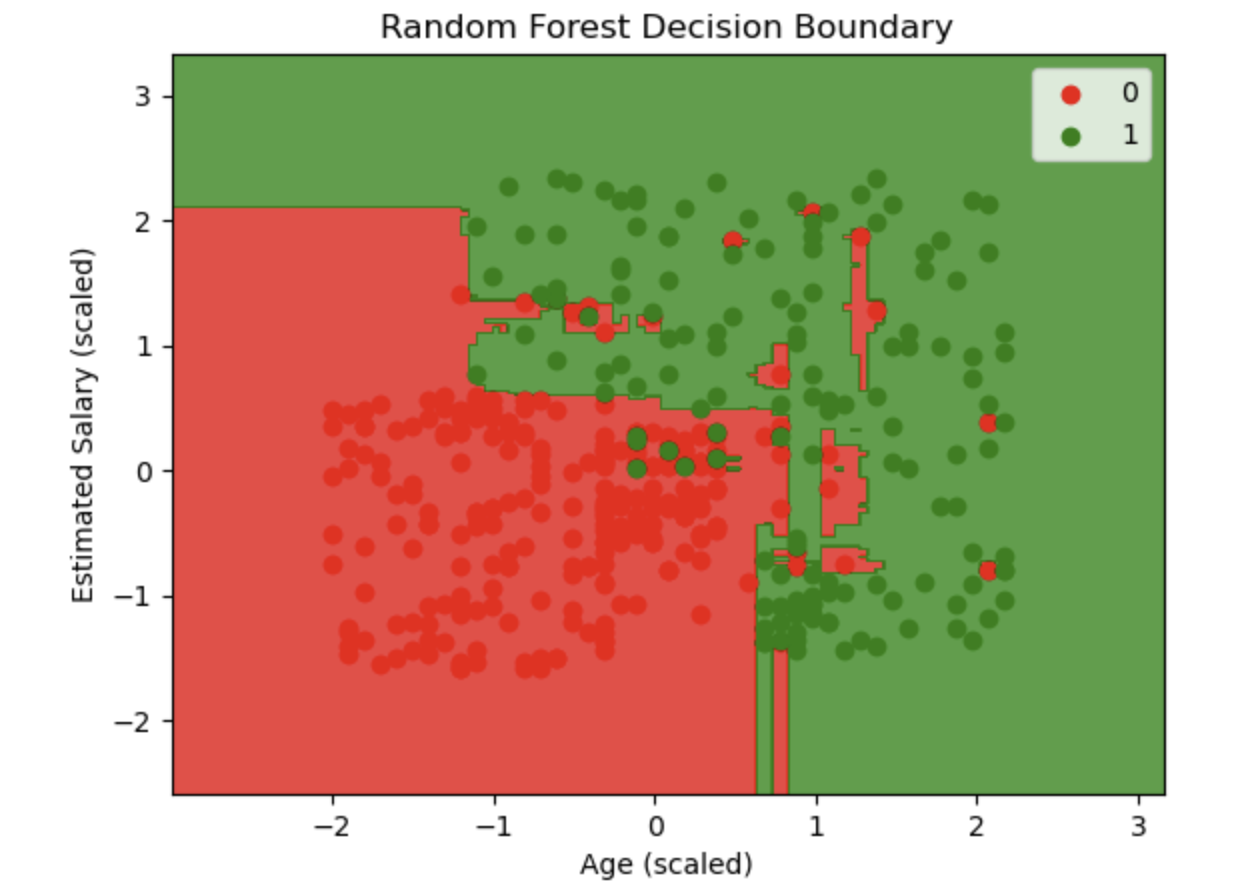 Random Forest Decision Boundary
0
1
3
2
1
0
−1
−2
Estimated Salary (scaled)
−2 −1 0 1 2 3
Age (scaled)